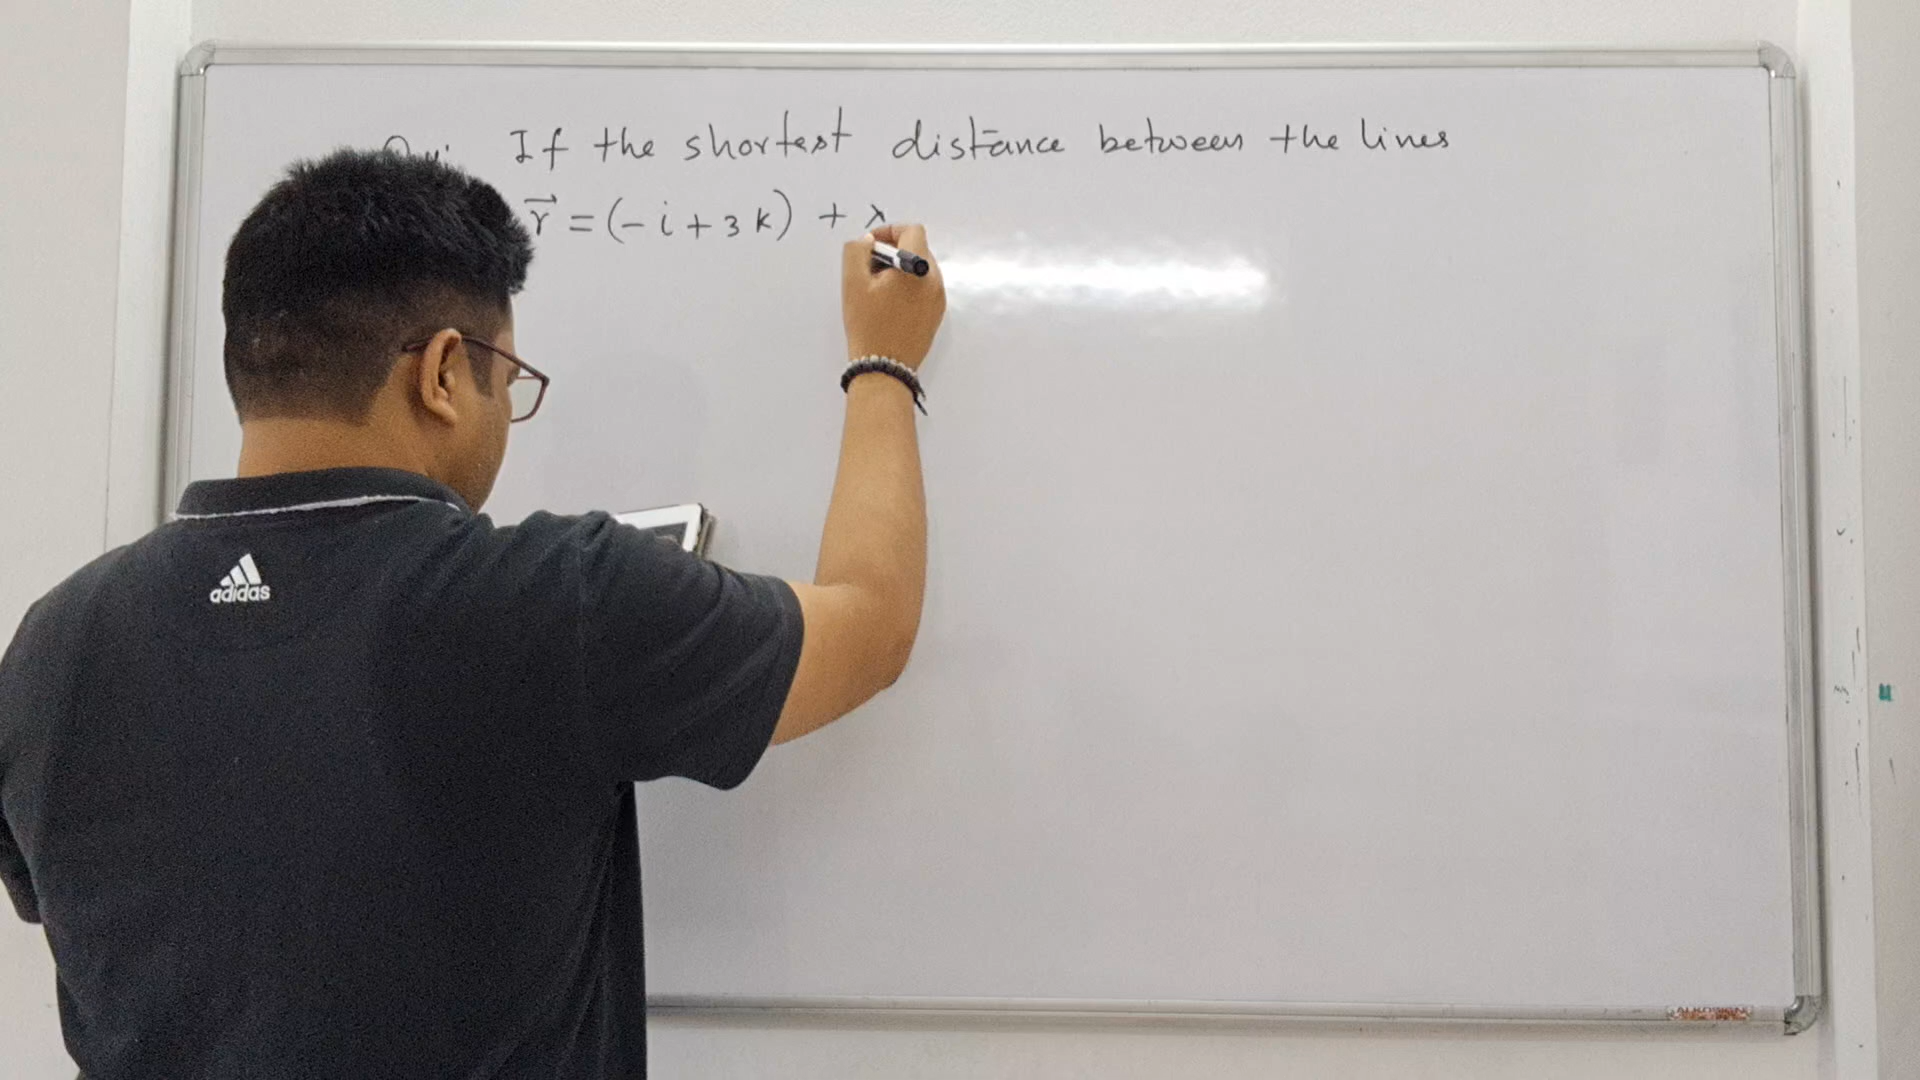 If the shortest distance between the lines
r⃗ = (-i+3k) + λ
adidas